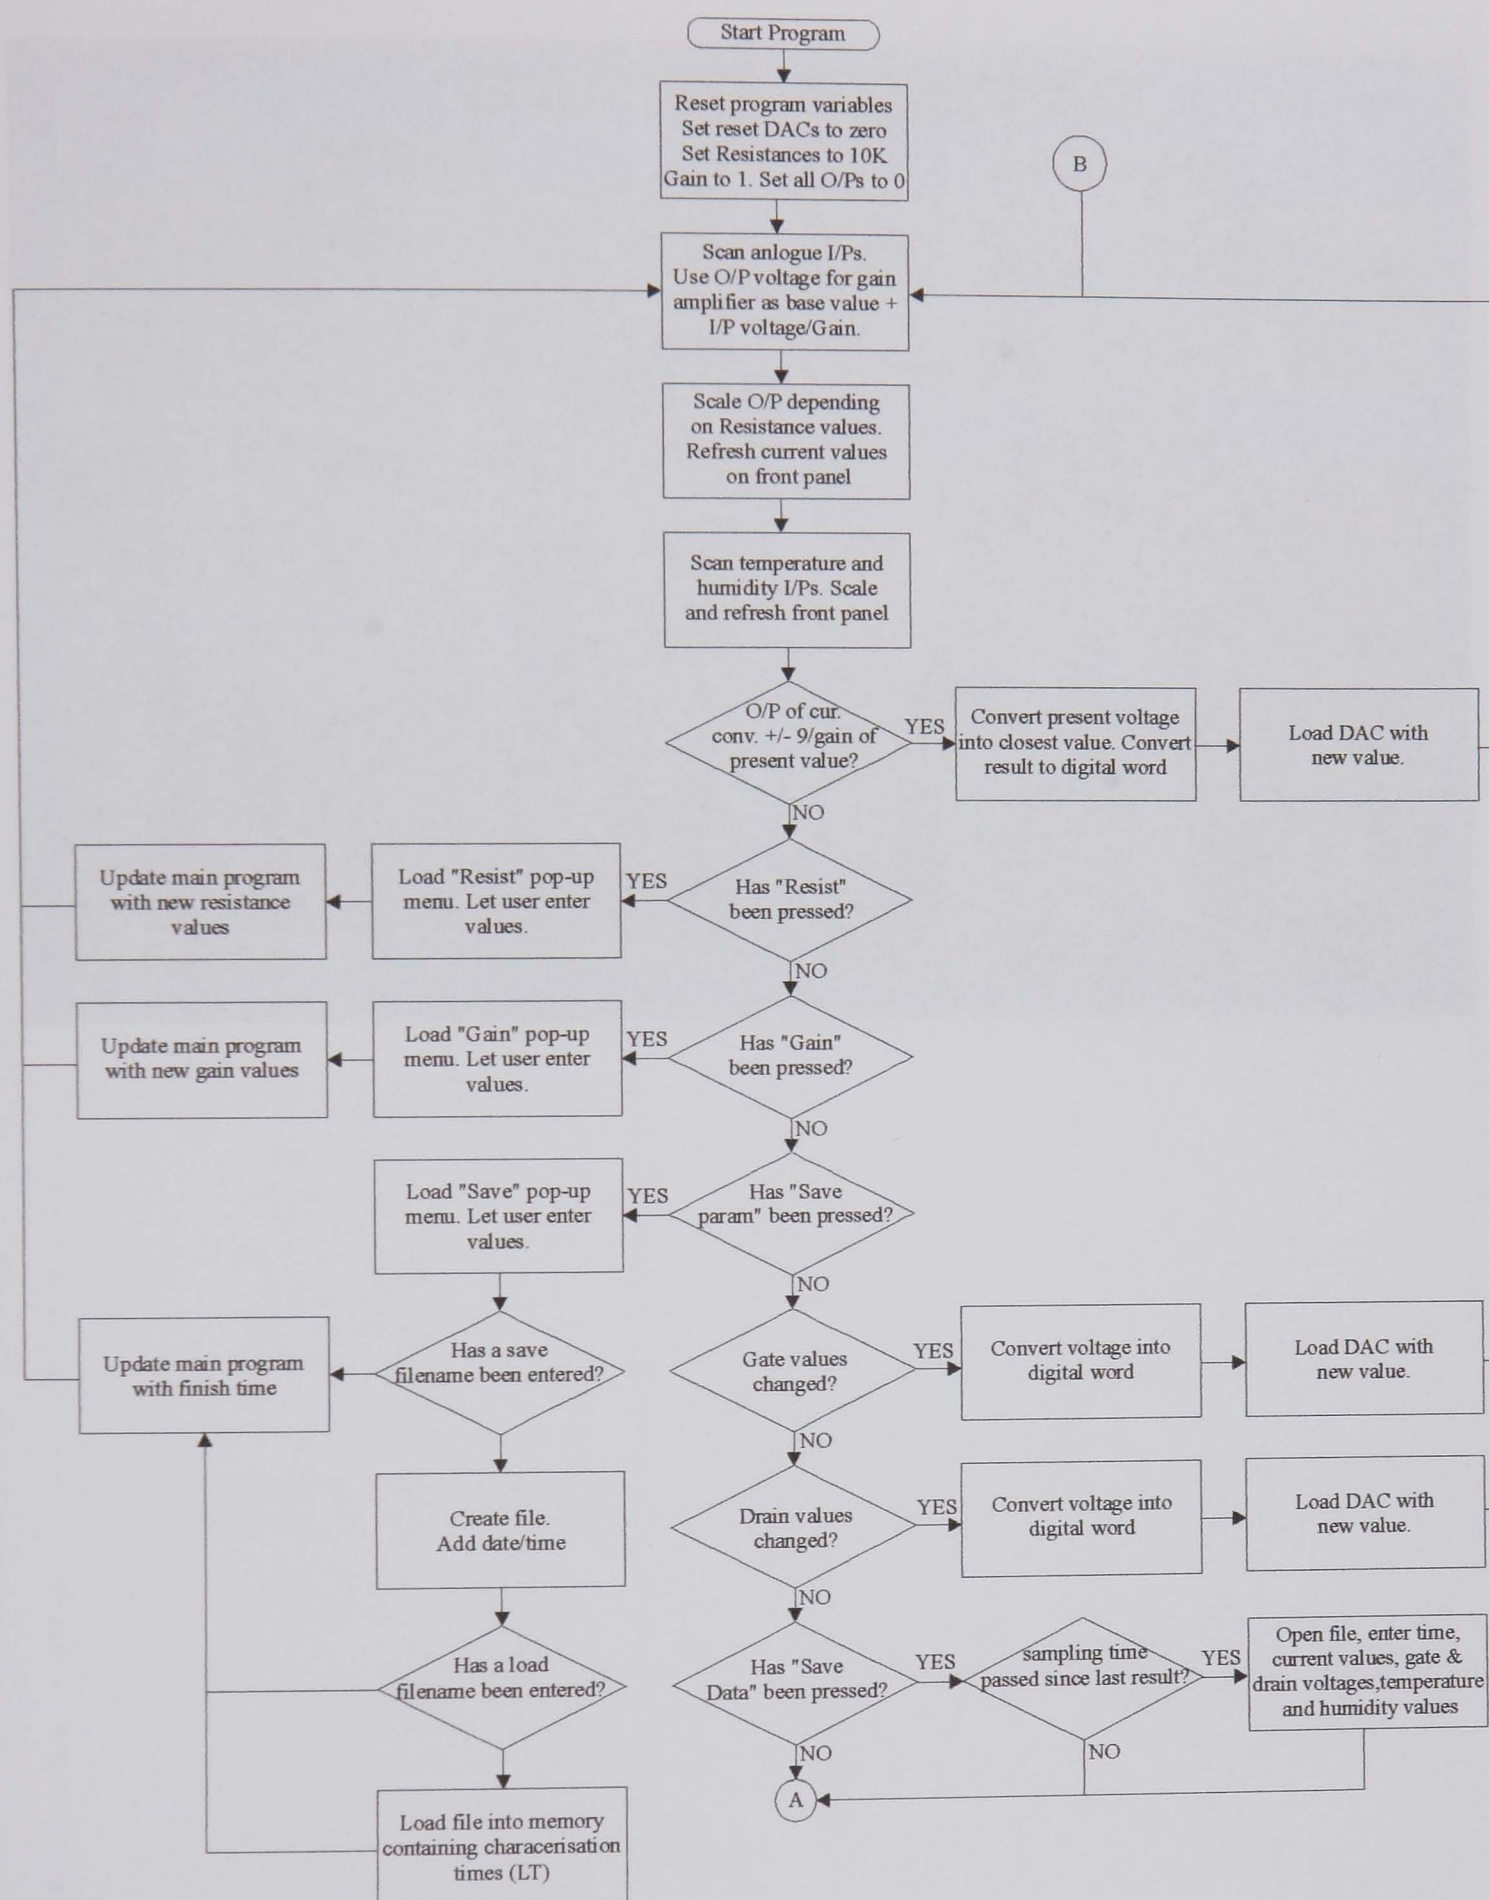 Start Program
Reset program variables
Set reset DACs to zero
Set Resistances to 10K
Gain to 1. Set all O/Ps to 0
B
Scan anlogue I/Ps.
Use O/P voltage for gain
amplifier as base value +
I/P voltage/Gain.
Scale O/P depending
on Resistance values.
Refresh current values
on front panel
Scan temperature and
humidity I/Ps. Scale
and refresh front panel
O/P of cur.
conv. +/- 9/gain of
present value?
YES
Convert present voltage
into closest value. Convert
result to digital word
Load DAC with
new value.
NO
Has "Resist"
been pressed?
YES
Load "Resist" pop-up
menu. Let user enter
values.
Update main program
with new resistance
values
NO
Has "Gain"
been pressed?
YES
Load "Gain" pop-up
menu. Let user enter
values.
Update main program
with new gain values
NO
Has "Save
param" been pressed?
YES
Load "Save" pop-up
menu. Let user enter
values.
NO
Has a save
filename been entered?
Update main program
with finish time
Gate values
changed?
YES
Convert voltage into
digital word
Load DAC with
new value.
NO
Create file.
Add date/time
Drain values
changed?
YES
Convert voltage into
digital word
Load DAC with
new value.
NO
Has a load
filename been entered?
Has "Save
Data" been pressed?
YES
sampling time
passed since last result?
YES
Open file, enter time,
current values, gate &
drain voltages,temperature
and humidity values
NO
NO
A
Load file into memory
containing characerisation
times (LT)